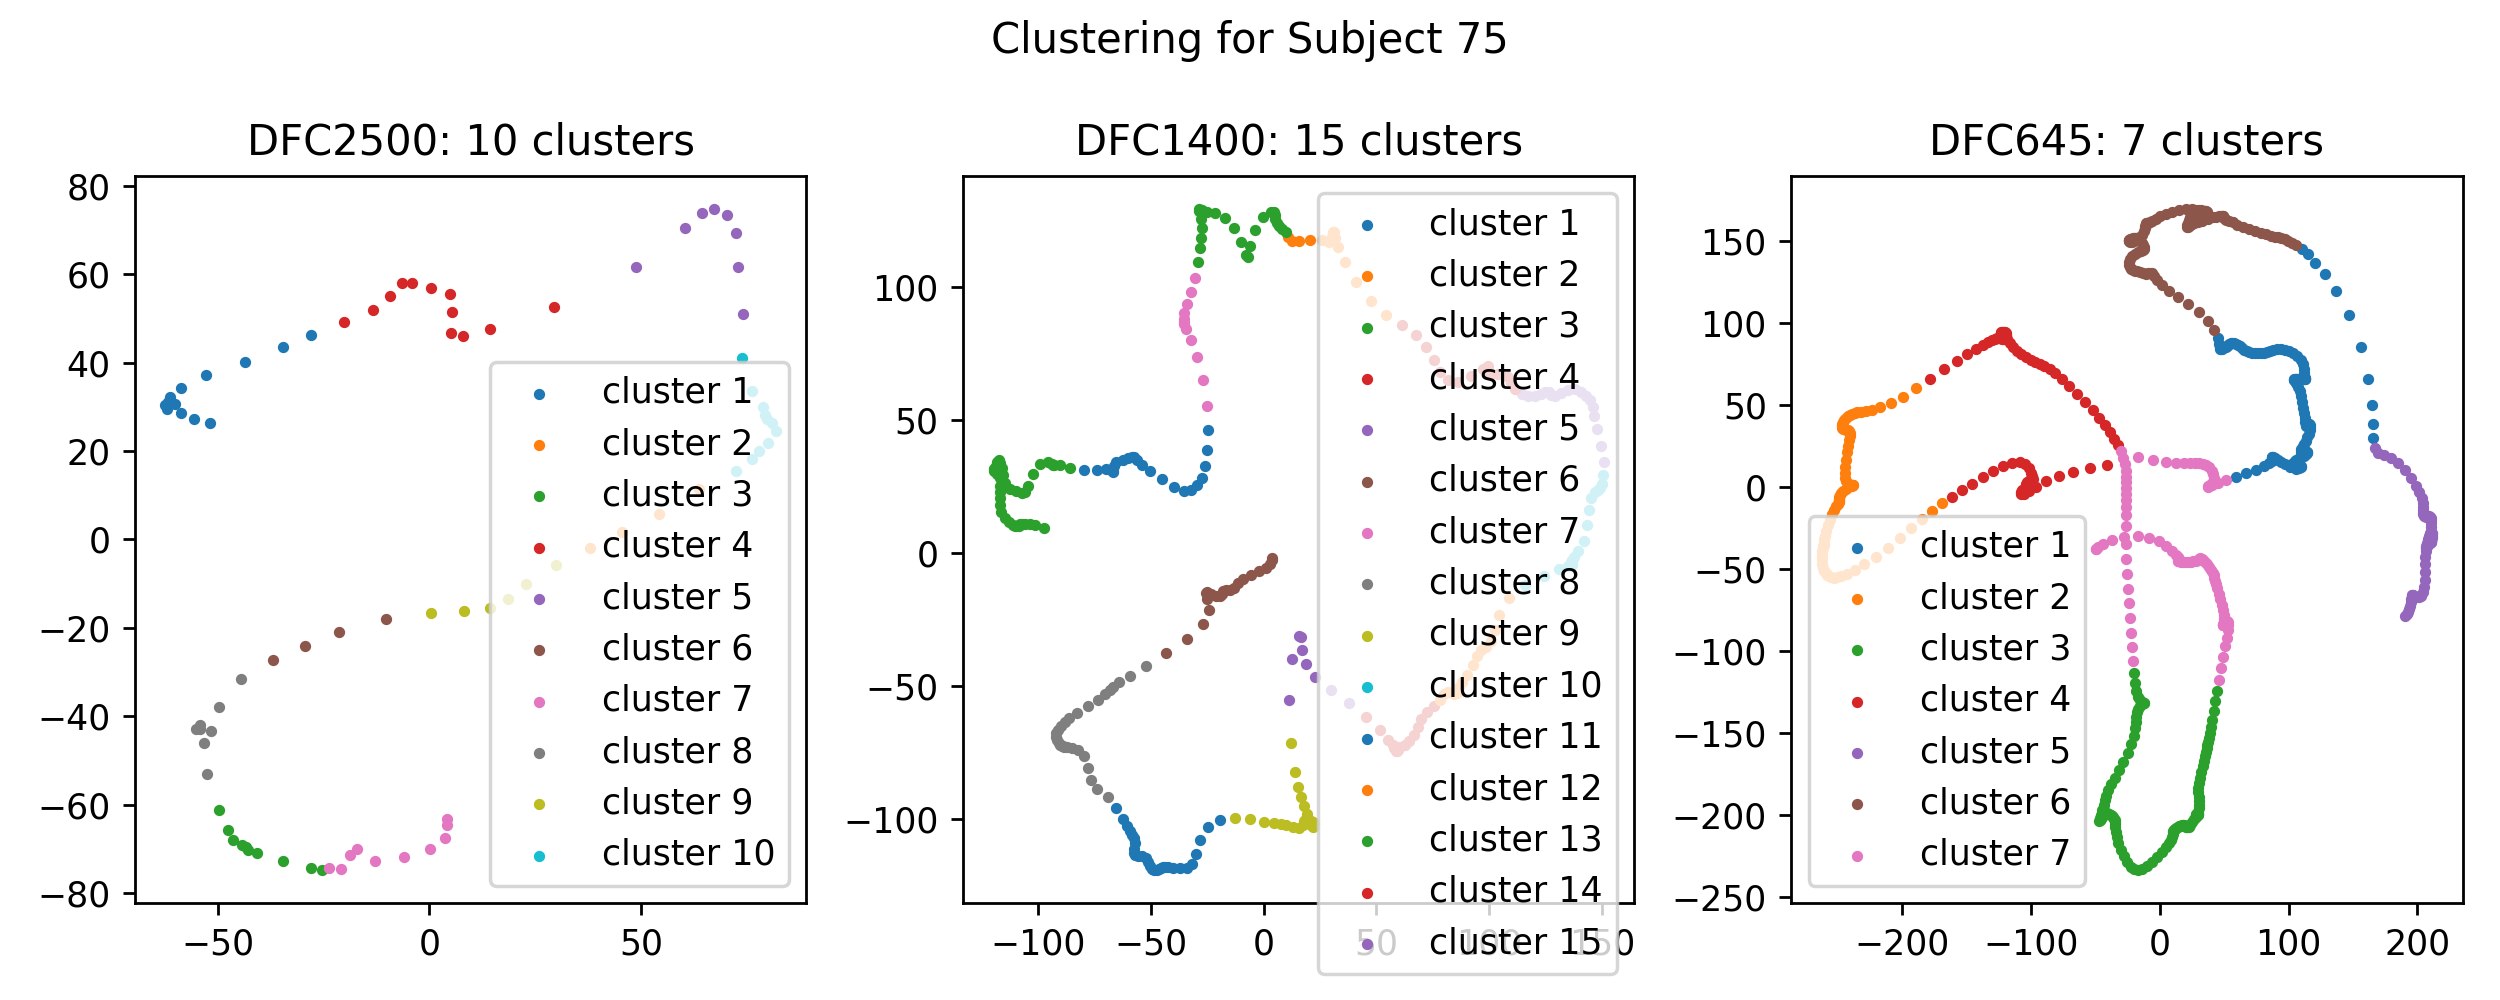 Clustering for Subject 75
DFC2500: 10 clusters
80
60
40
20
0
−20
−40
−60
−80
−50
0
50
cluster 1
cluster 2
cluster 3
cluster 4
cluster 5
cluster 6
cluster 7
cluster 8
cluster 9
cluster 10
DFC1400: 15 clusters
100
50
0
−50
−100
−100
−50
0
50
100
150
cluster 1
cluster 2
cluster 3
cluster 4
cluster 5
cluster 6
cluster 7
cluster 8
cluster 9
cluster 10
cluster 11
cluster 12
cluster 13
cluster 14
cluster 15
DFC645: 7 clusters
150
100
50
0
−50
−100
−150
−200
−250
−200
−100
0
100
200
cluster 1
cluster 2
cluster 3
cluster 4
cluster 5
cluster 6
cluster 7